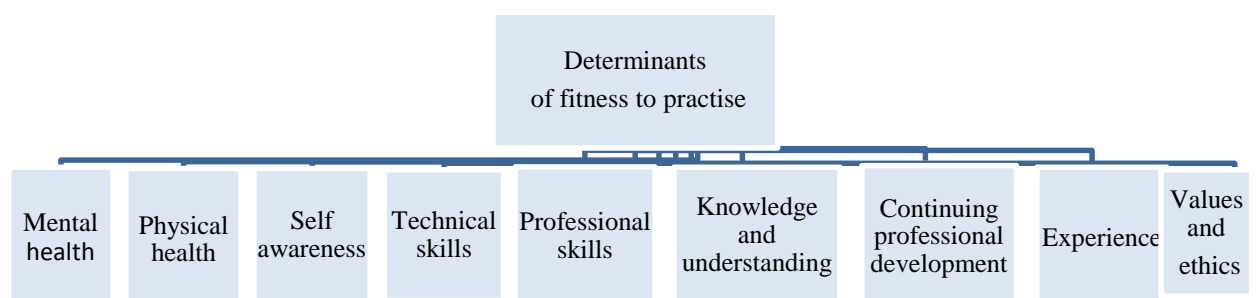 Determinants
of fitness to practise
Mental
health
Physical
health
Self
awareness
Technical
skills
Professional
skills
Knowledge
and
understanding
Continuing
professional
development
Experience
Values
and
ethics